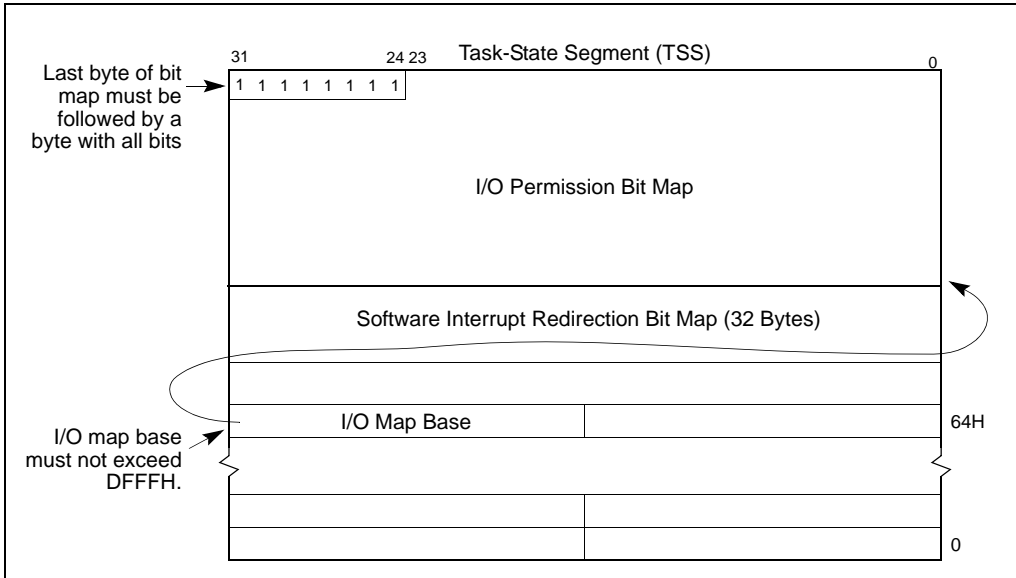 Task-State Segment (TSS)
31
24 23
0
Last byte of bit
map must be
followed by a
byte with all bits
1 1 1 1 1 1 1 1
I/O Permission Bit Map
Software Interrupt Redirection Bit Map (32 Bytes)
I/O Map Base
64H
I/O map base
must not exceed
DFFFH.
0